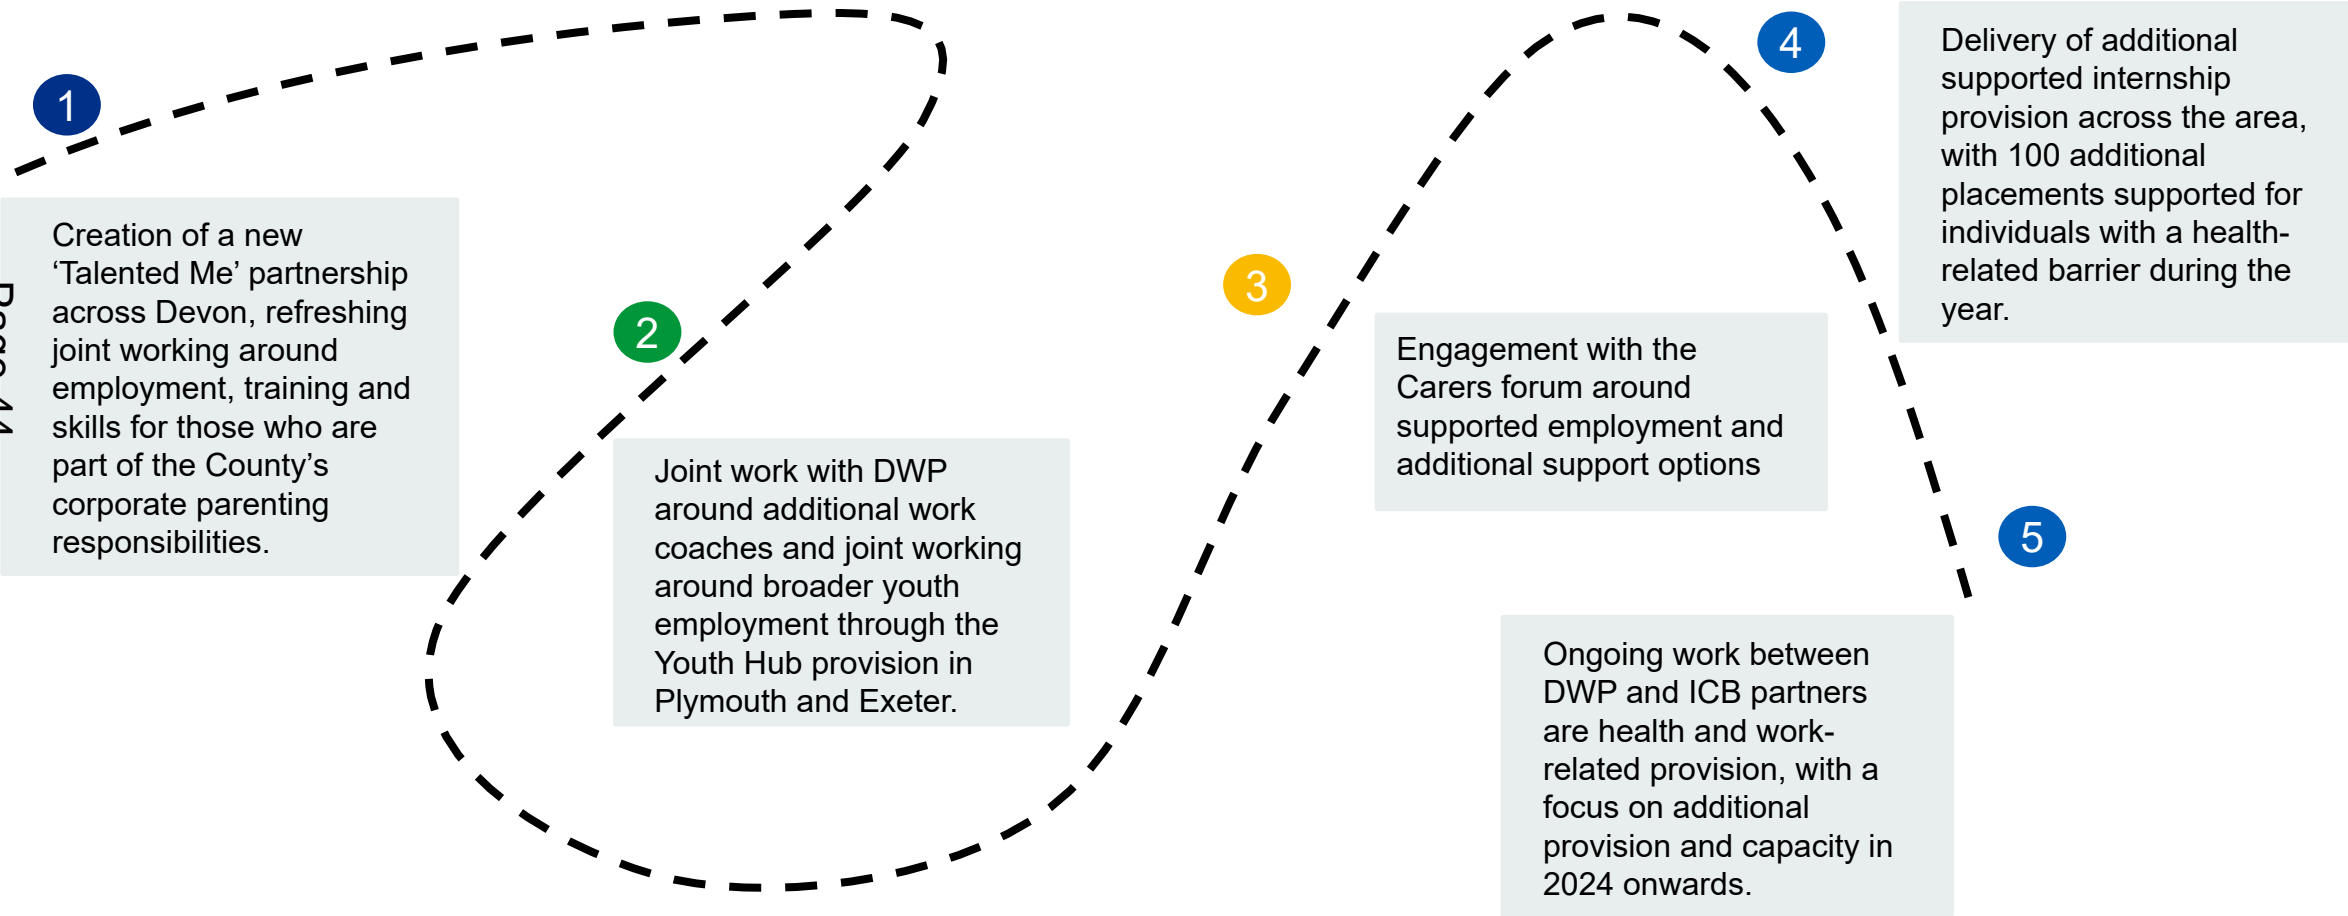 1
Creation of a new
‘Talented Me’ partnership
across Devon, refreshing
joint working around
employment, training and
skills for those who are
part of the County’s
corporate parenting
responsibilities.
2
Joint work with DWP
around additional work
coaches and joint working
around broader youth
employment through the
Youth Hub provision in
Plymouth and Exeter.
3
Engagement with the
Carers forum around
supported employment and
additional support options
4
Delivery of additional
supported internship
provision across the area,
with 100 additional
placements supported for
individuals with a health-
related barrier during the
year.
5
Ongoing work between
DWP and ICB partners
are health and work-
related provision, with a
focus on additional
provision and capacity in
2024 onwards.